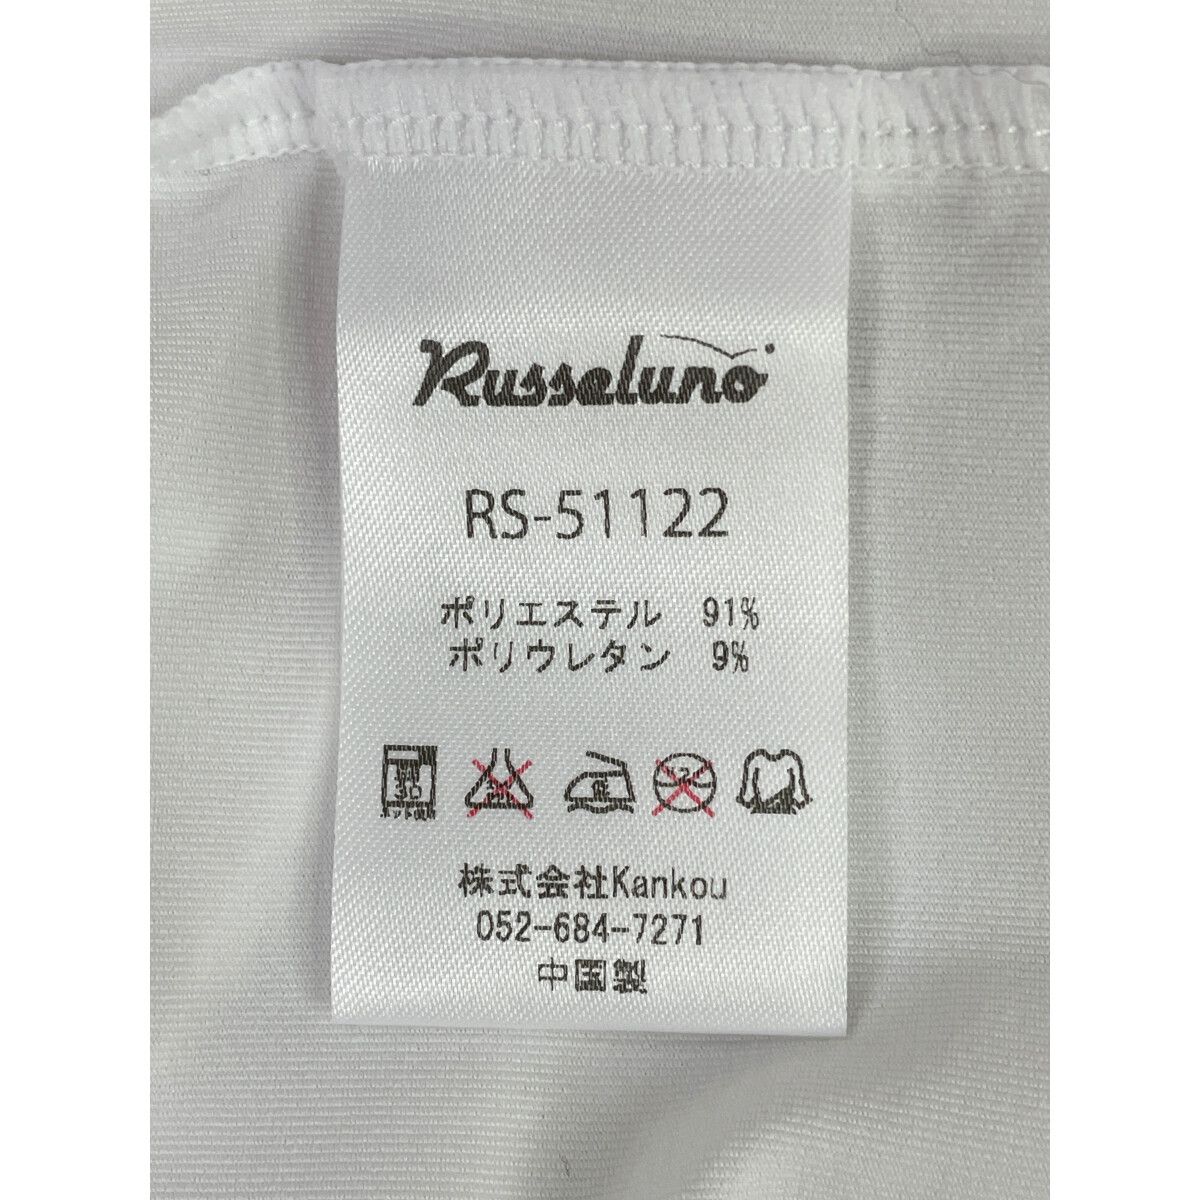 Russeluno
RS-51122
ポリエステル 91%
ポリウレタン 9%
株式会社Kankou
052-684-7271
中国製